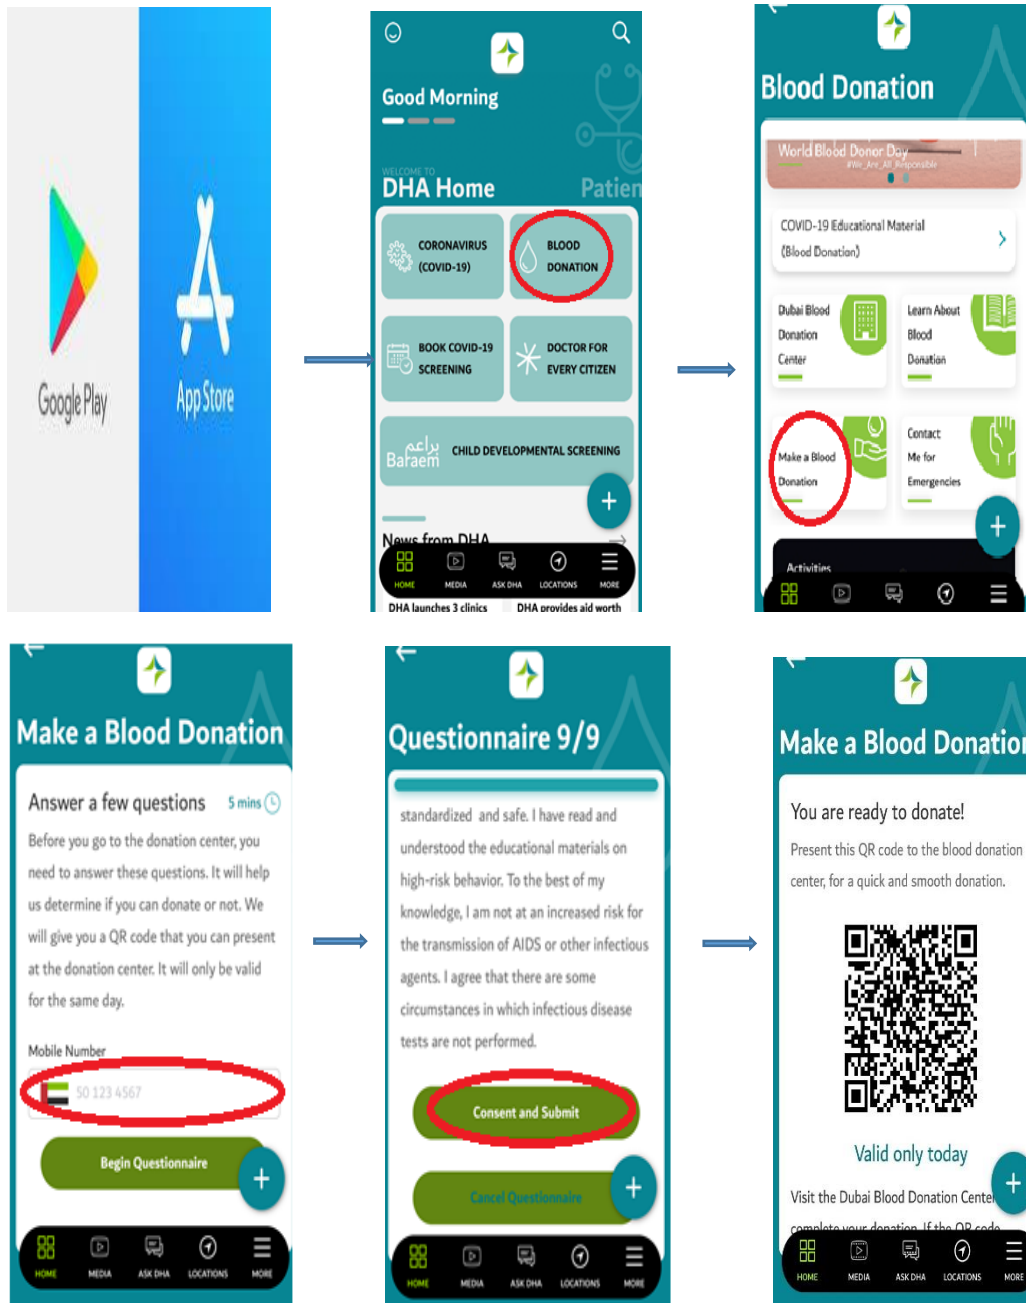 Google Play
App Store
Good Morning
WELCOME TO
DHA Home
Patien
CORONAVIRUS
(COVID-19)
BLOOD
DONATION
BOOK COVID-19
SCREENING
DOCTOR FOR
EVERY CITIZEN
براعم
Baraem
CHILD DEVELOPMENTAL SCREENING
+
News from DHA
HOME
MEDIA
ASK DHA
LOCATIONS
MORE
DHA launches 3 clinics
DHA provides aid worth
Blood Donation
World Blood Donor Day
#We_Are_All_Responsible
COVID-19 Educational Material
(Blood Donation)
Dubai Blood
Donation
Center
Learn About
Blood
Donation
Make a Blood
Donation
Contact
Me for
Emergencies
+
Activities
Make a Blood Donation
Answer a few questions 5 mins
Before you go to the donation center, you
need to answer these questions. It will help
us determine if you can donate or not. We
will give you a QR code that you can present
at the donation center. It will only be valid
for the same day.
Mobile Number
50 123 4567
Begin Questionnaire
+
HOME
MEDIA
ASK DHA
LOCATIONS
MORE
Questionnaire 9/9
standardized and safe. I have read and
understood the educational materials on
high-risk behavior. To the best of my
knowledge, I am not at an increased risk for
the transmission of AIDS or other infectious
agents. I agree that there are some
circumstances in which infectious disease
tests are not performed.
Consent and Submit
Cancel Questionnaire
+
HOME
MEDIA
ASK DHA
LOCATIONS
MORE
Make a Blood Donation
You are ready to donate!
Present this QR code to the blood donation
center, for a quick and smooth donation.
Valid only today
+
Visit the Dubai Blood Donation Cente
complete your donation. If the QR code
HOME
MEDIA
ASK DHA
LOCATIONS
MORE